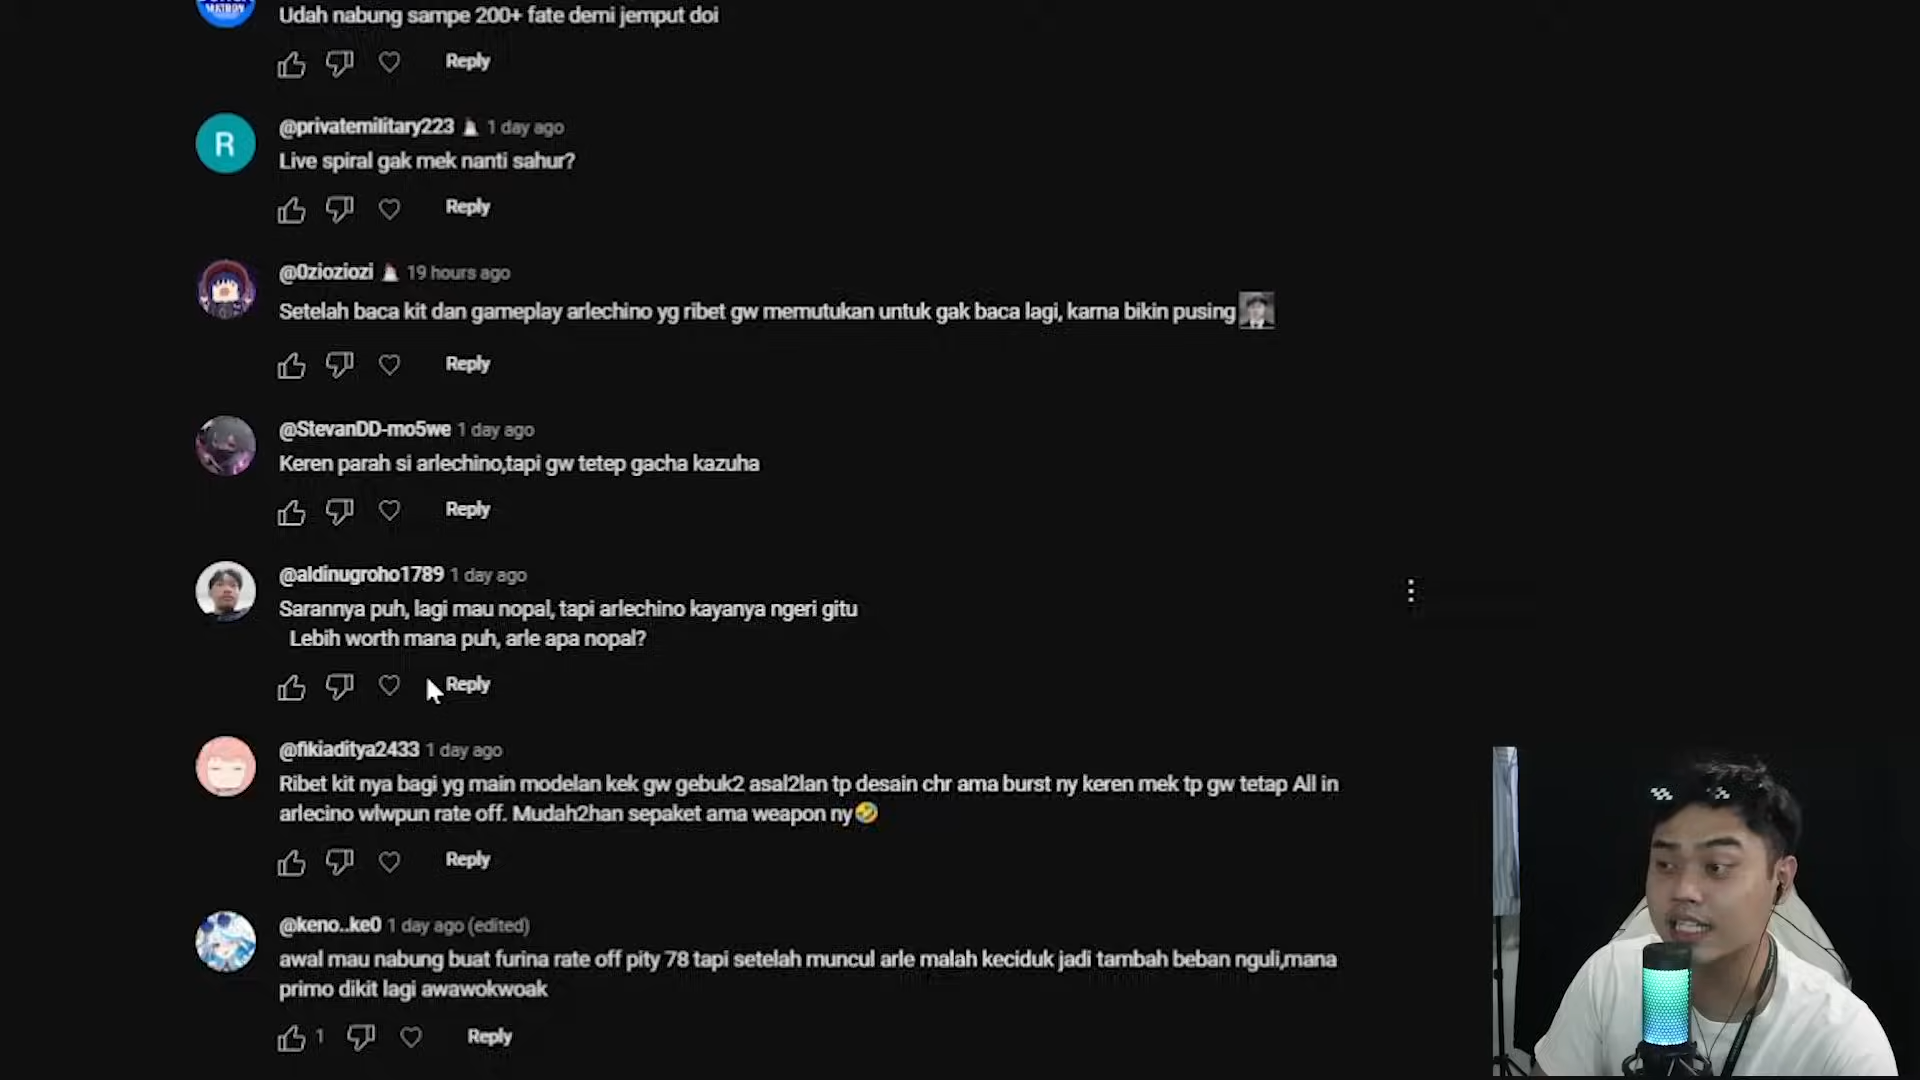 Udah nabung sampe 200+ fate demi jemput doi
Reply
@privatemilitary223 1 day ago
R
Live spiral gak mek nanti sahur?
Reply
@0zioziozi 19 hours ago
Setelah baca kit dan gameplay arlechino yg ribet gw memutukan untuk gak baca lagi, karna bikin pusing
Reply
@StevanDD-mo5we 1 day ago
Keren parah si arlechino,tapi gw tetep gacha kazuha
Reply
@aldinugroho1789 1 day ago
Sarannya puh, lagi mau nopal, tapi arlechino kayanya ngeri gitu
Lebih worth mana puh, arle apa nopal?
Reply
@fikiaditya2433 1 day ago
Ribet kit nya bagi yg main modelan kek gw gebuk2 asal2lan tp desain chr ama burst ny keren mek tp gw tetap All in
arlecino wlwpun rate off. Mudah2han sepaket ama weapon ny🤣
Reply
@keno..ke0 1 day ago (edited)
awal mau nabung buat furina rate off pity 78 tapi setelah muncul arle malah keciduk jadi tambah beban nguli,mana
primo dikit lagi awawokwoak
1 Reply